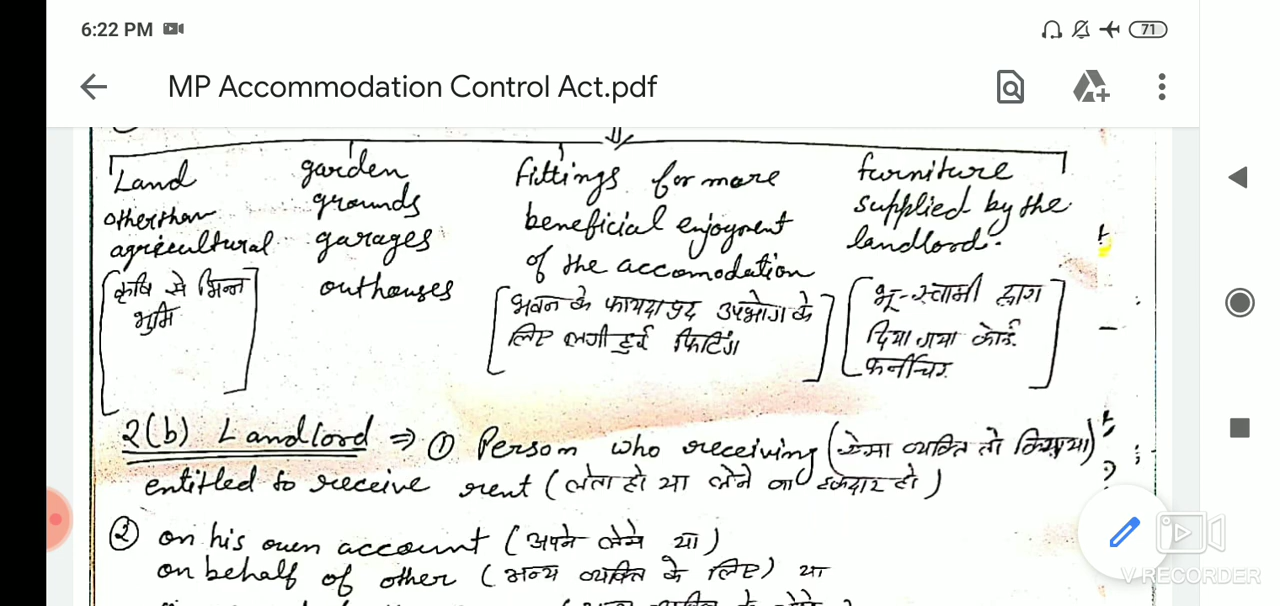 6:22 PM
71
MP Accommodation Control Act.pdf
Land
otherthan
agricultural
[कृषि से भिन्न
भूमि]
garden
grounds
garages
outhouses
fittings for more
beneficial enjoyment
of the accomodation
[भवन के फायदाप्रद उपभोग के
लिए लगी हुई फिटिंग]
furniture
supplied by the
landlord.
[भू-स्वामी द्वारा
दिया गया कोई
फर्नीचर]
2(b) Landlord ⇒ ① Person who receiving (ऐसा व्यक्ति जो किराया)
entitled to receive rent (लेता हो या लेने का हकदार हो)
② on his own account (अपने लेखे या)
on behalf of other (अन्य व्यक्ति के लिए) या
V-RECORDER